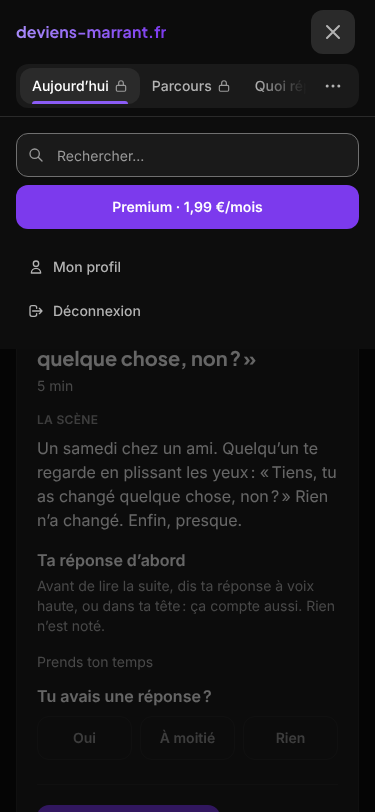 deviens-marrant.fr
Aujourd’hui
Parcours
Quoi ré
Rechercher…
Premium · 1,99 €/mois
Mon profil
Déconnexion
quelque chose, non ? »
5 min
LA SCÈNE
Un samedi chez un ami. Quelqu’un te
regarde en plissant les yeux : « Tiens, tu
as changé quelque chose, non ? » Rien
n’a changé. Enfin, presque.
Ta réponse d’abord
Avant de lire la suite, dis ta réponse à voix
haute, ou dans ta tête : ça compte aussi. Rien
n’est noté.
Prends ton temps
Tu avais une réponse ?
Oui
À moitié
Rien